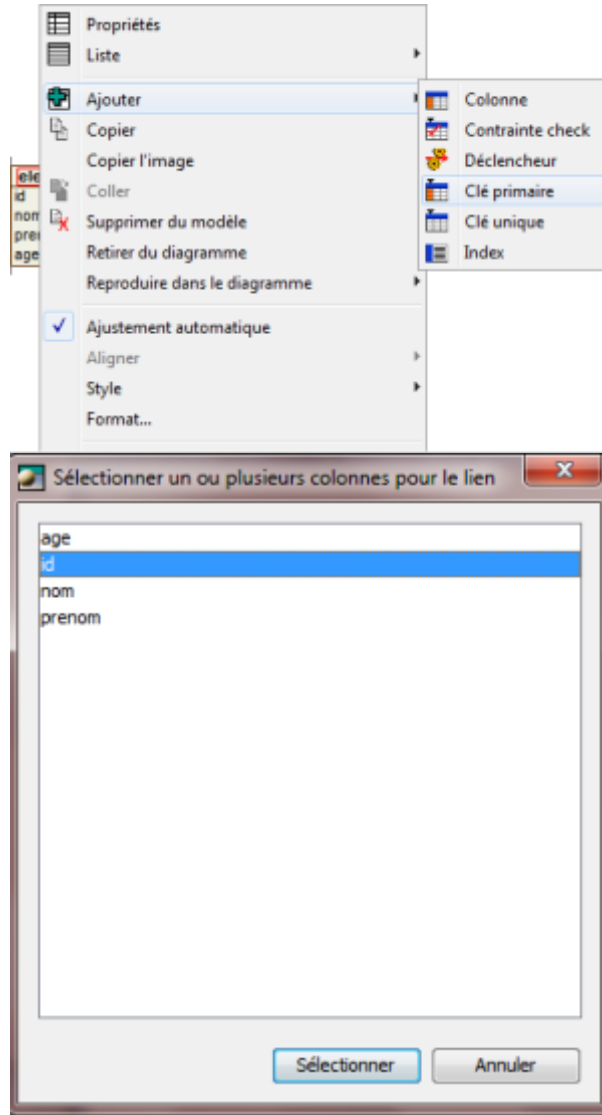 Propriétés
Liste
Ajouter
Colonne
Copier
Contrainte check
Copier l'image
Déclencheur
ele
id
Coller
Clé primaire
nom
Supprimer du modèle
Clé unique
age
Retirer du diagramme
Index
Reproduire dans le diagramme
Ajustement automatique
Aligner
Style
Format...
Sélectionner un ou plusieurs colonnes pour le lien
age
id
nom
prenom
Sélectionner
Annuler